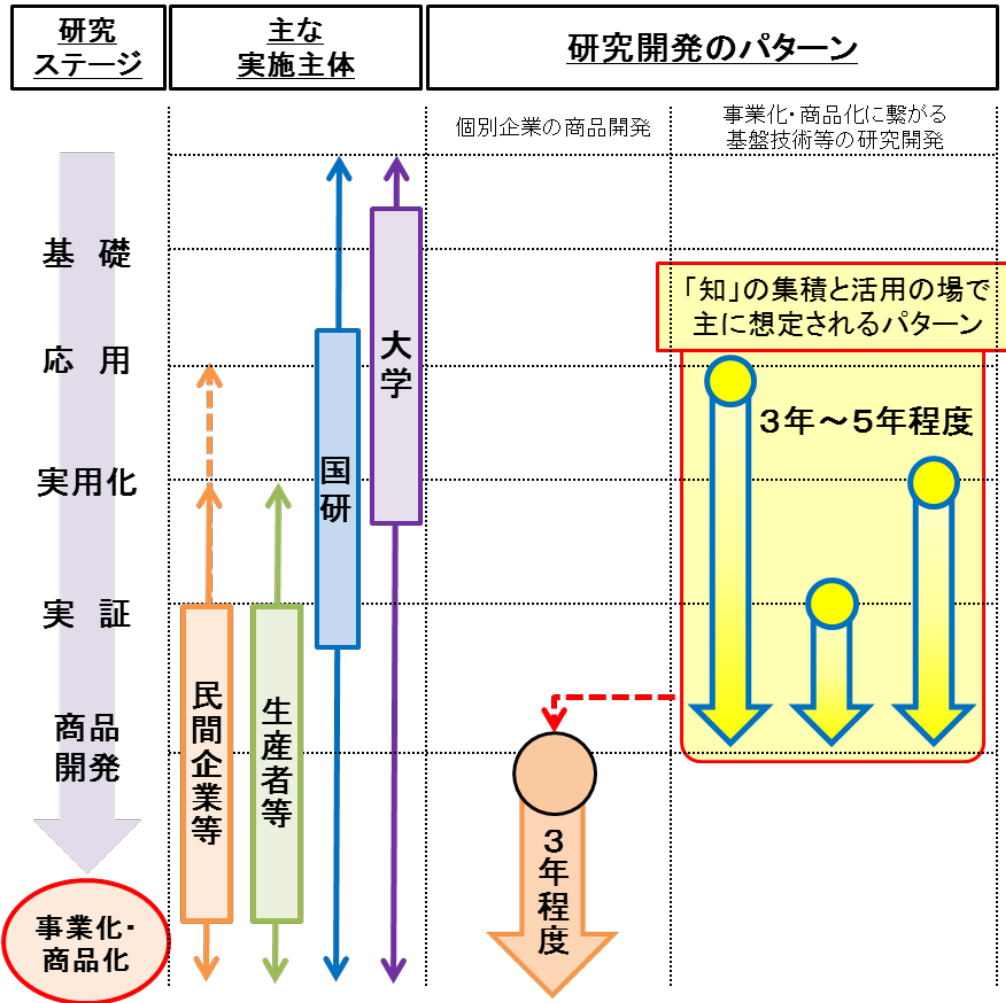 研究
ステージ
主な
実施主体
研究開発のパターン
個別企業の商品開発
事業化・商品化に繋がる
基盤技術等の研究開発
基 礎
応 用
実用化
実 証
商品
開発
事業化・
商品化
民間企業等
生産者等
国研
大学
「知」の集積と活用の場で
主に想定されるパターン
3年～5年程度
3年程度